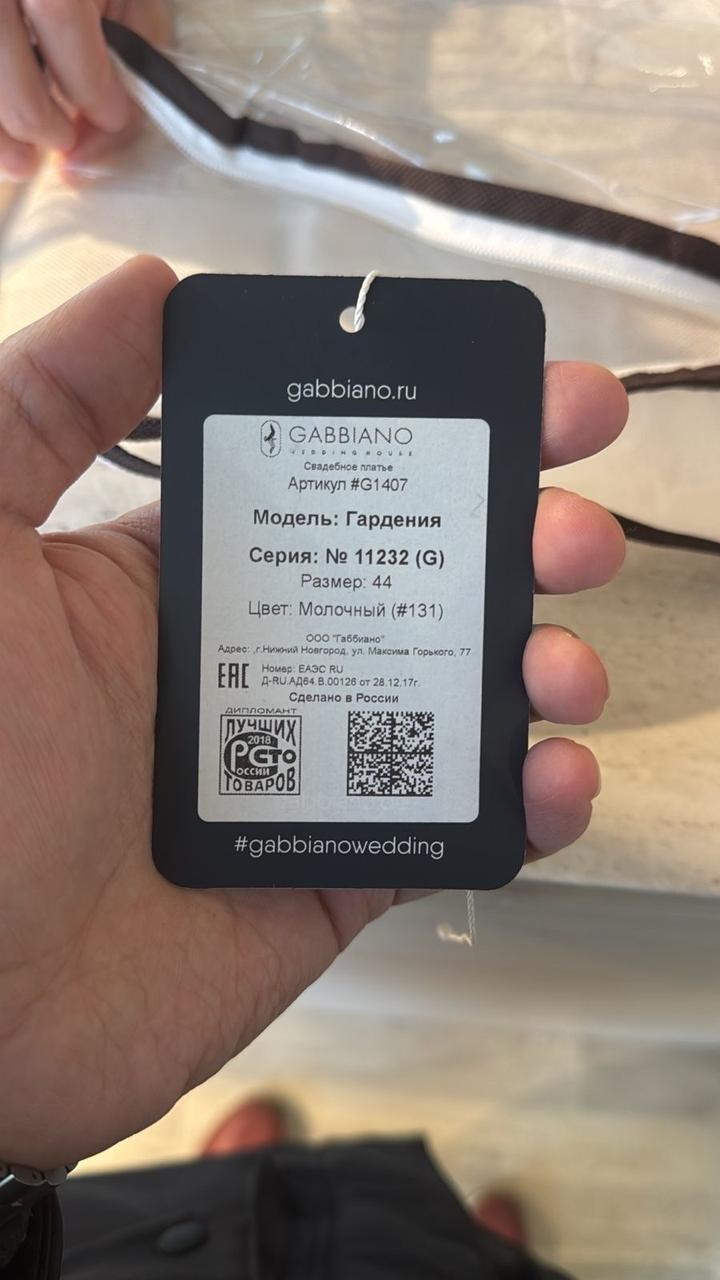 gabbiano.ru
GABBIANO
WEDDING HOUSE
Свадебное платье
Артикул #G1407
Модель: Гардения
Серия: № 11232 (G)
Размер: 44
Цвет: Молочный (#131)
ООО "Габбиано"
Адрес: ,г.Нижний Новгород, ул. Максима Горького, 77
ЕАС
Номер: ЕАЭС RU
Д-RU.АД64.В.00126 от 28.12.17г.
Сделано в России
ДИПЛОМАНТ
ЛУЧШИХ
2018
СТО
РОССИИ
ТОВАРОВ
#gabbianowedding